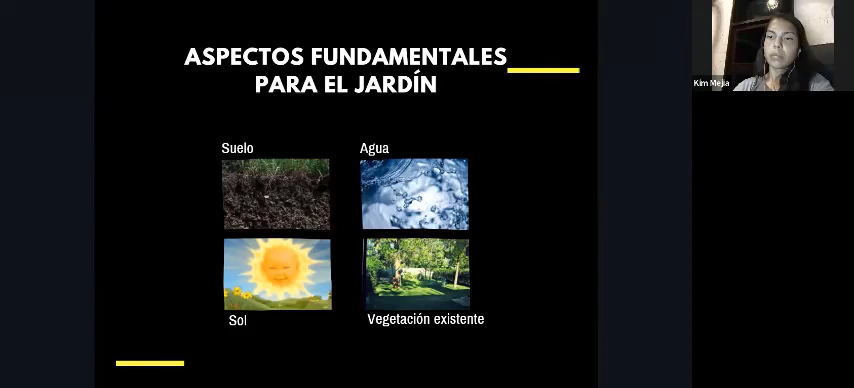 ASPECTOS FUNDAMENTALES
PARA EL JARDÍN
Suelo
Agua
Sol
Vegetación existente
Kim Mejia